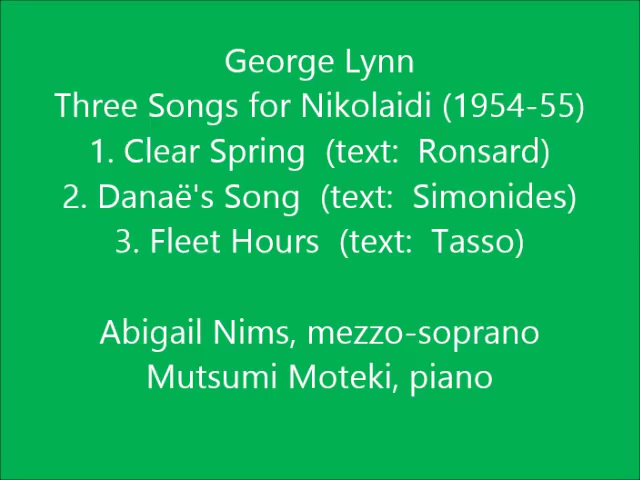 George Lynn
Three Songs for Nikolaidi (1954-55)
1. Clear Spring  (text:  Ronsard)
2. Danaë's Song  (text:  Simonides)
3. Fleet Hours  (text:  Tasso)
Abigail Nims, mezzo-soprano
Mutsumi Moteki, piano